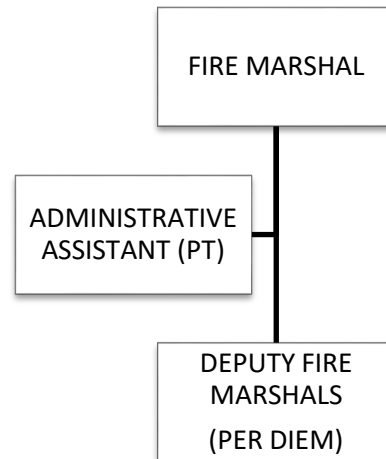 FIRE MARSHAL
ADMINISTRATIVE
ASSISTANT (PT)
DEPUTY FIRE
MARSHALS
(PER DIEM)